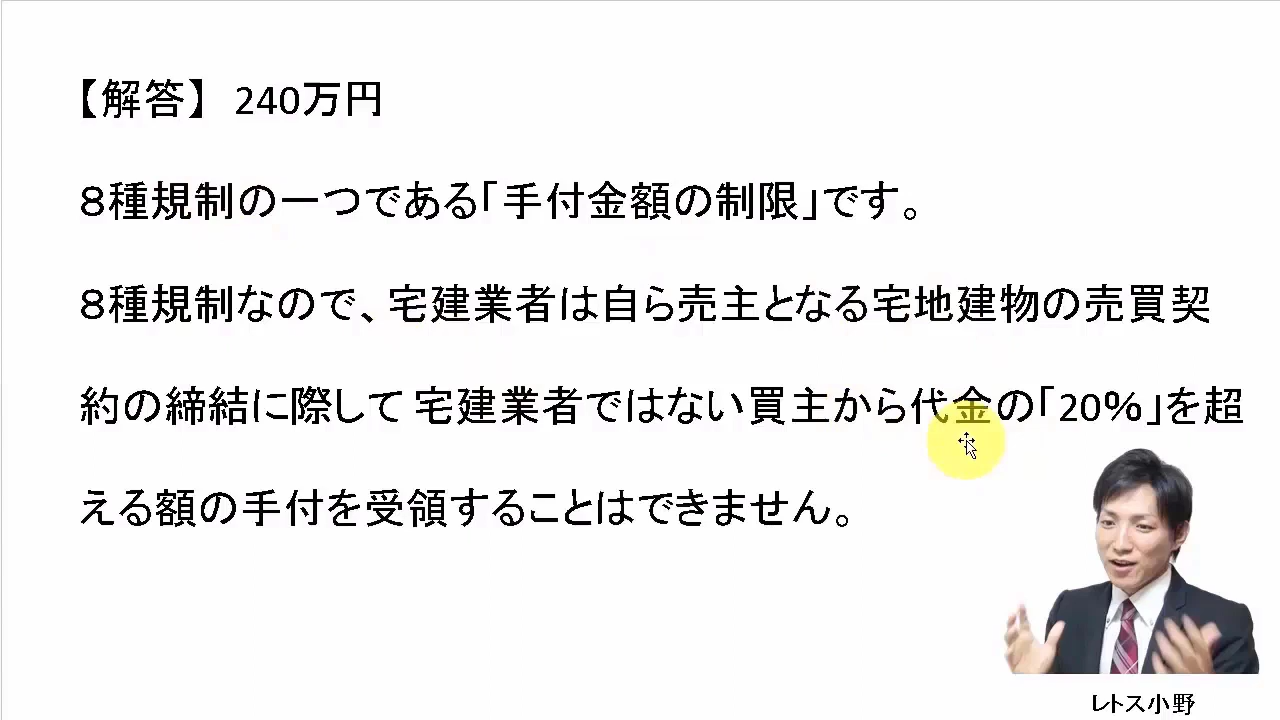 【解答】 240万円
８種規制の一つである「手付金額の制限」です。
８種規制なので、宅建業者は自ら売主となる宅地建物の売買契
約の締結に際して 宅建業者ではない買主から代金の「20％」を超
える額の手付を受領することはできません。
レトス小野